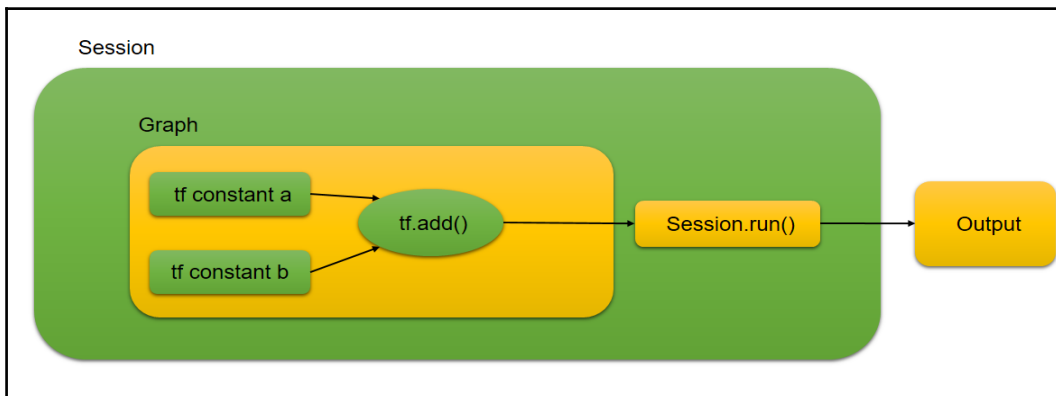 Session
Graph
tf constant a
tf.add()
tf constant b
Session.run()
Output